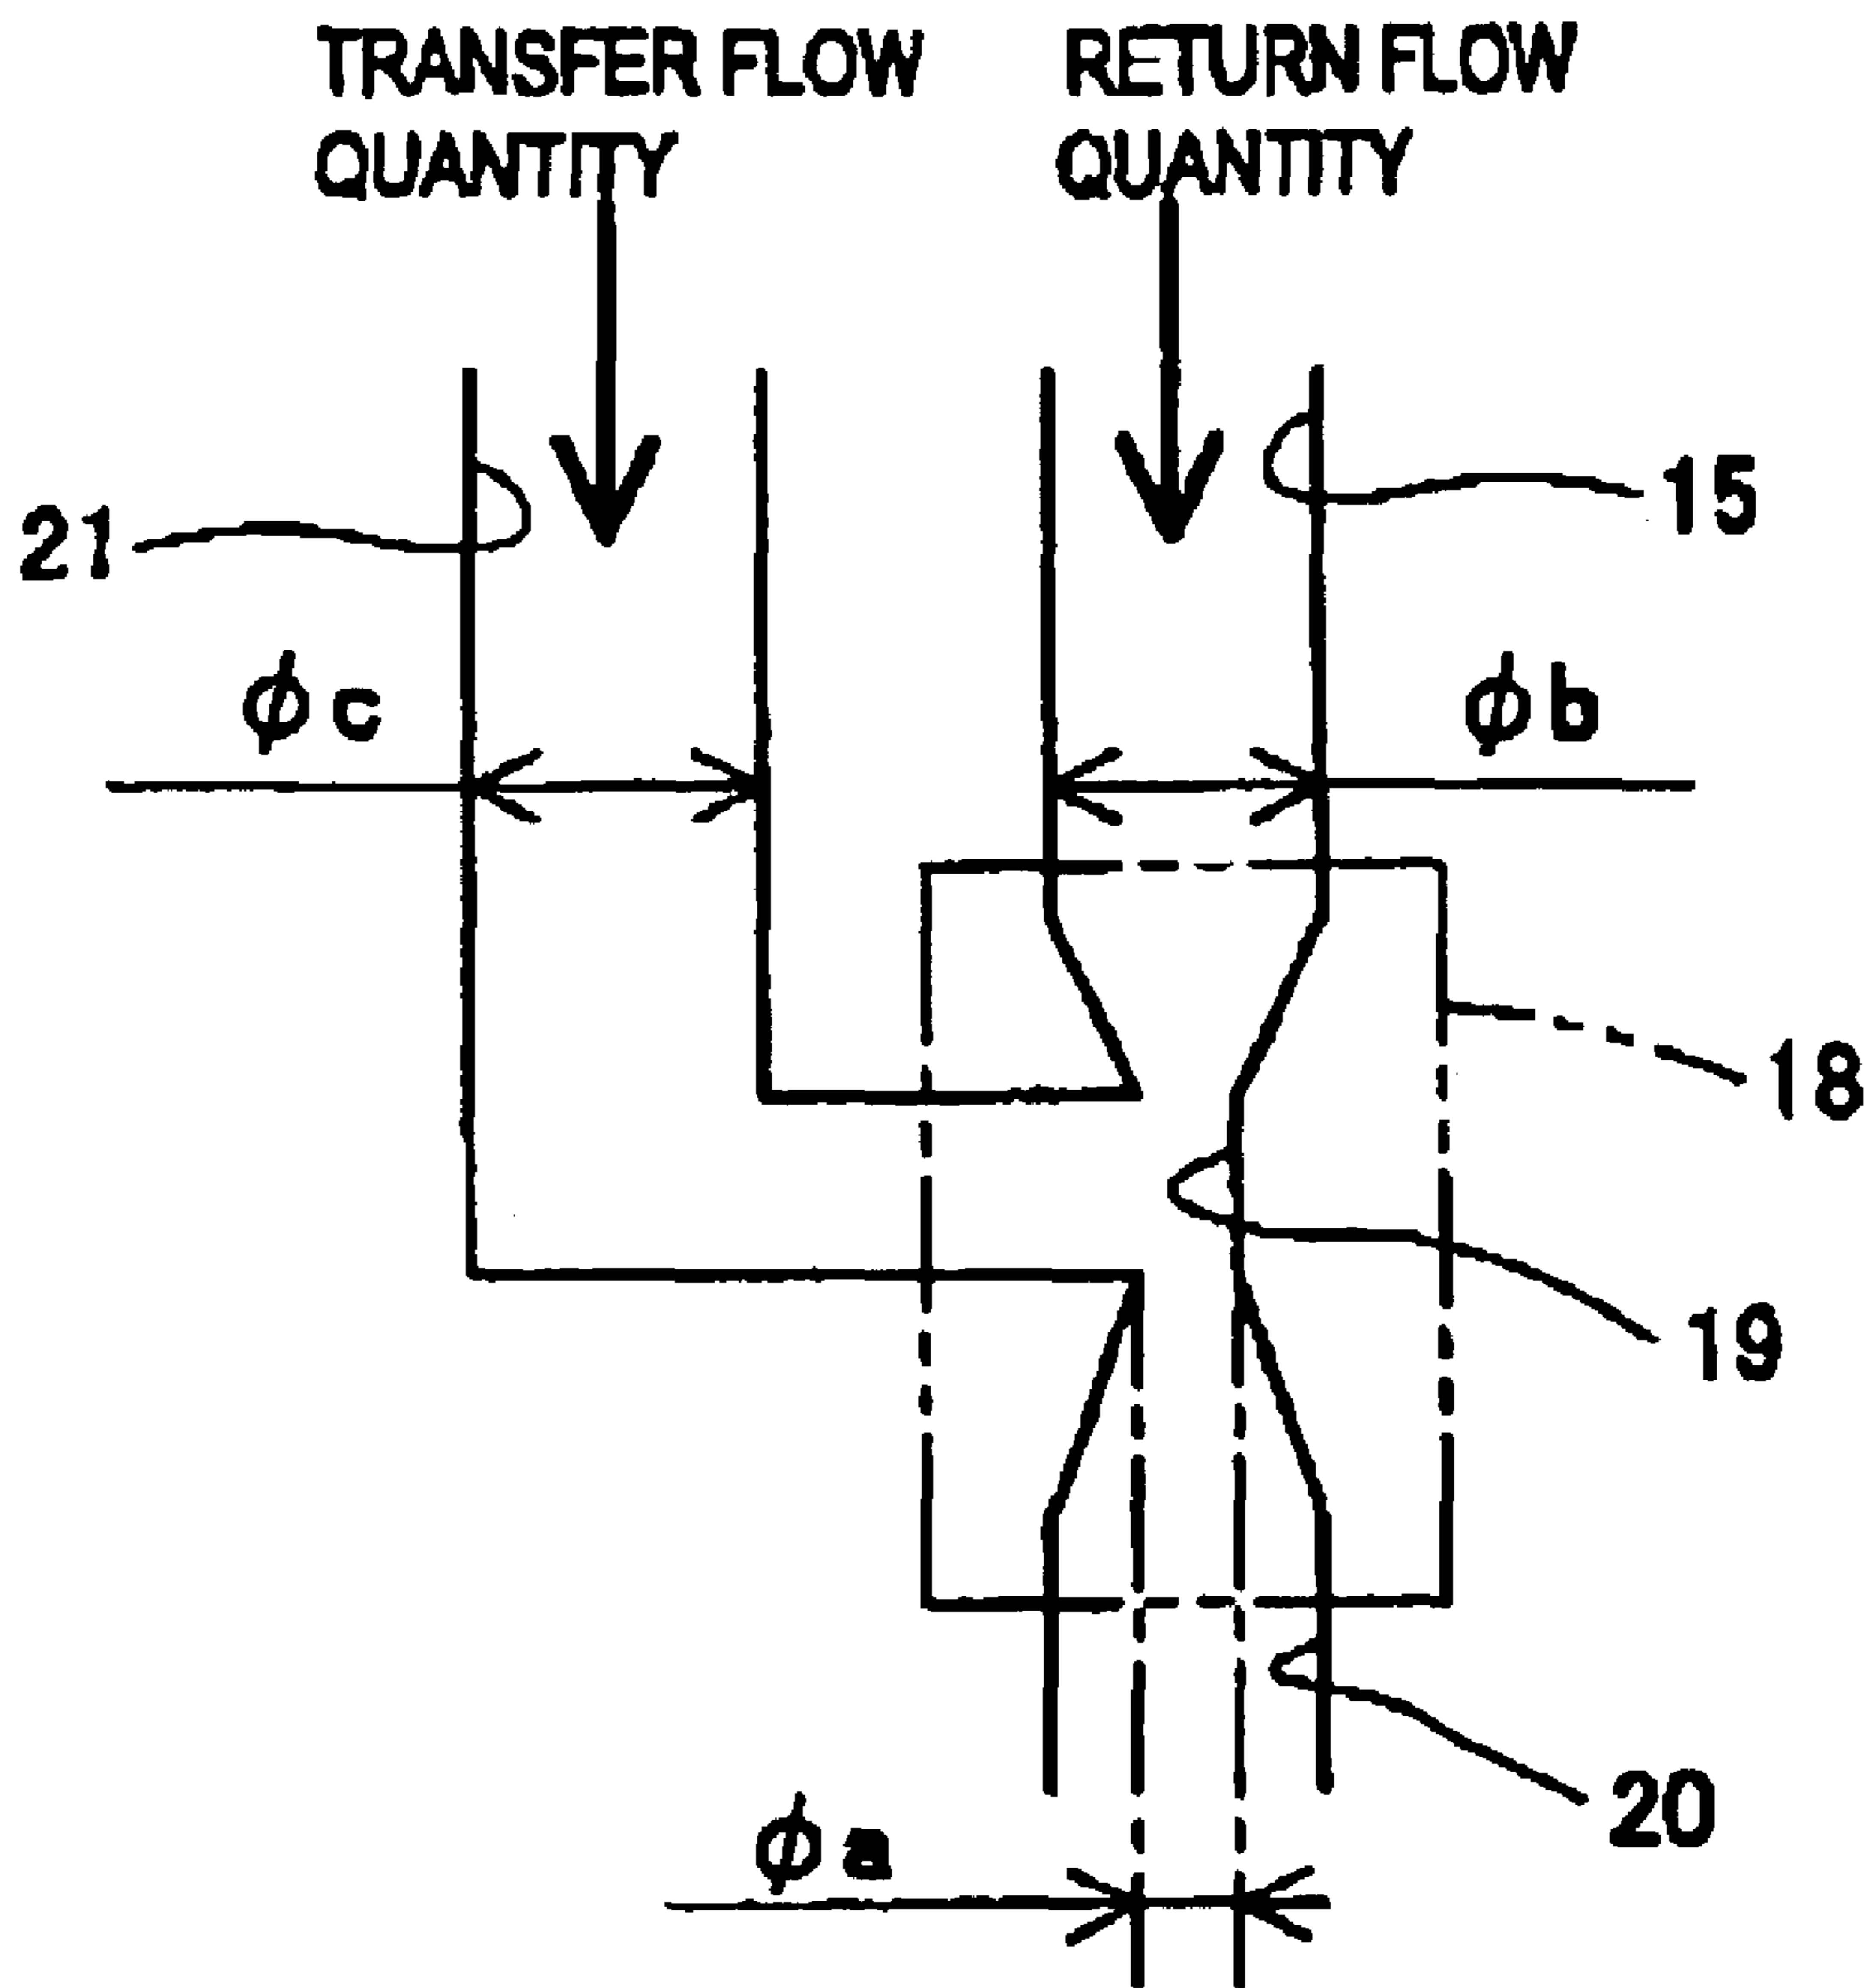 TRANSFER FLOW
QUANTITY
RETURN FLOW
QUANTITY
15
21
ϕc
ϕb
18
19
20
ϕa